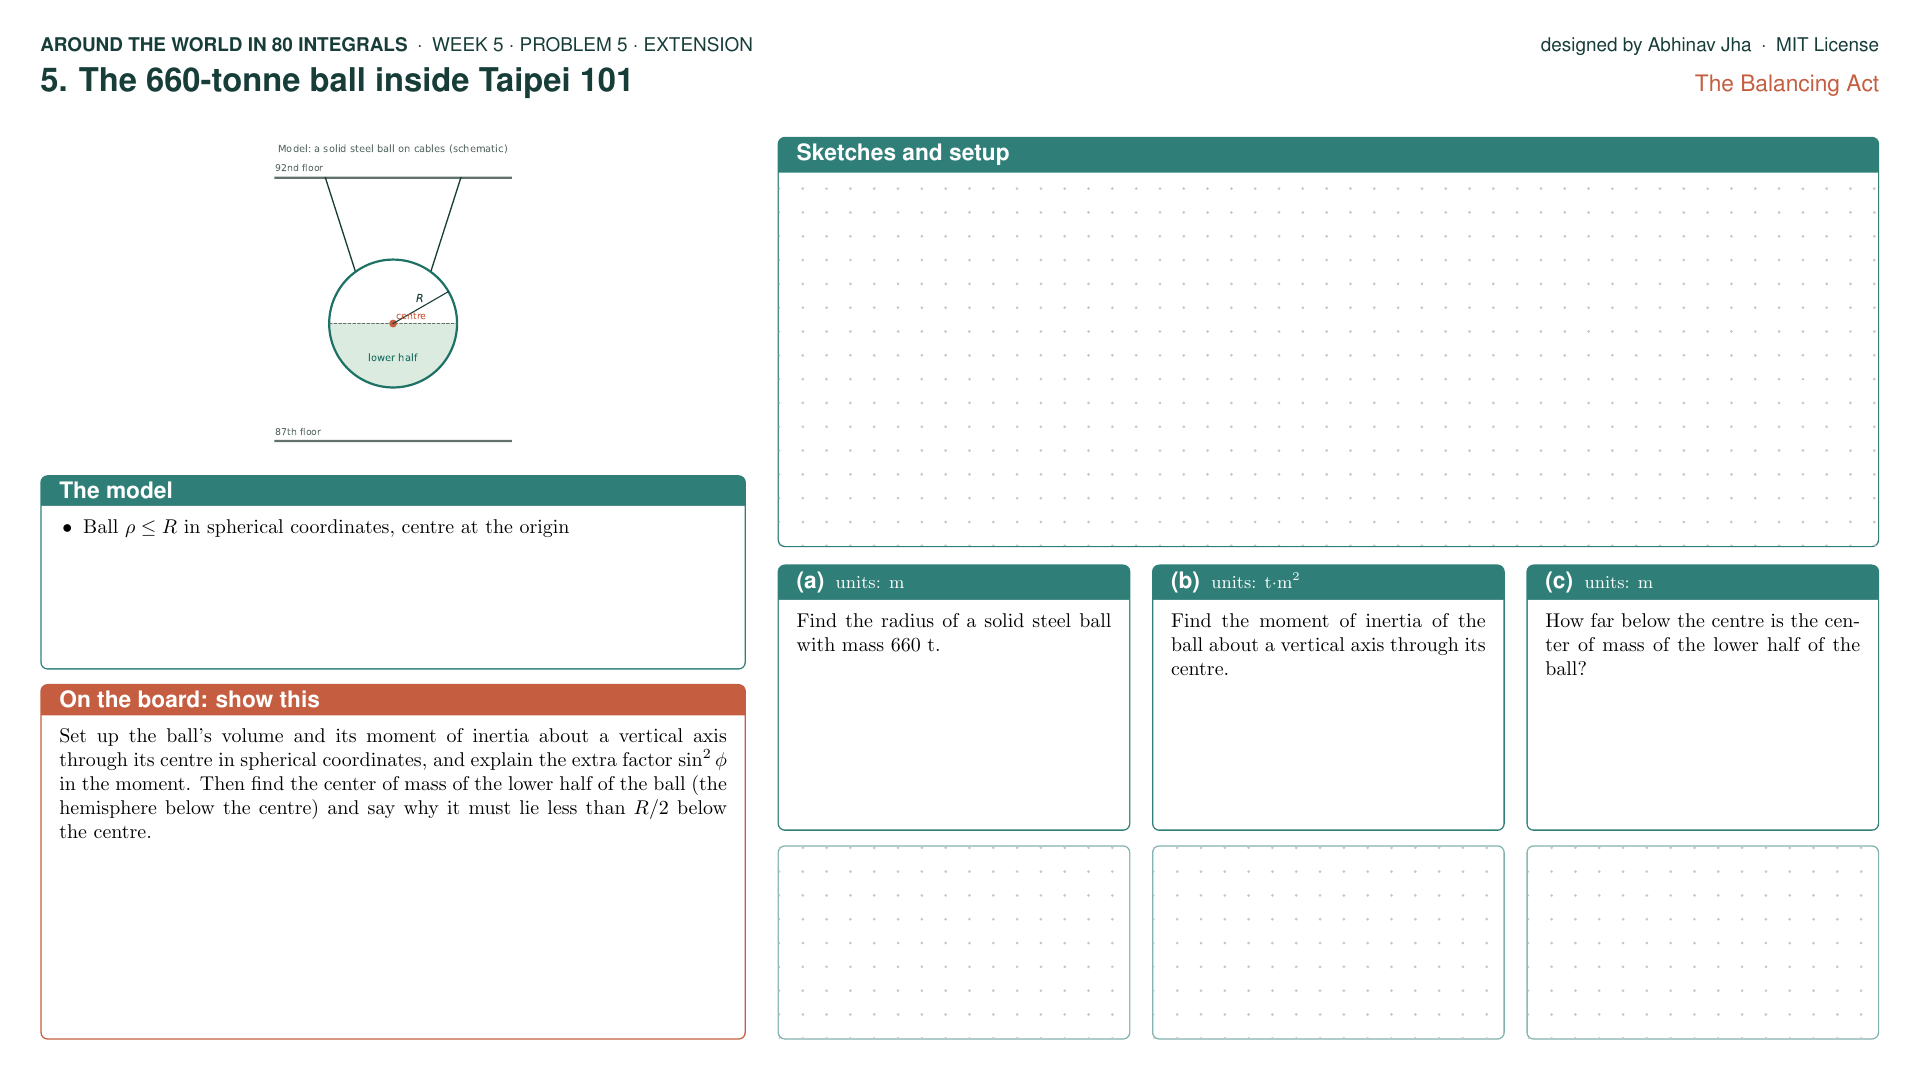 AROUND THE WORLD IN 80 INTEGRALS · WEEK 5 · PROBLEM 5 · EXTENSION
designed by Abhinav Jha · MIT License
5. The 660-tonne ball inside Taipei 101
The Balancing Act
Model: a solid steel ball on cables (schematic)
92nd floor
R
centre
lower half
87th floor
The model
• Ball ρ ≤ R in spherical coordinates, centre at the origin
On the board: show this
Set up the ball's volume and its moment of inertia about a vertical axis
through its centre in spherical coordinates, and explain the extra factor sin² ϕ
in the moment. Then find the center of mass of the lower half of the ball (the
hemisphere below the centre) and say why it must lie less than R/2 below
the centre.
Sketches and setup
(a) units: m
Find the radius of a solid steel ball
with mass 660 t.
(b) units: t·m²
Find the moment of inertia of the
ball about a vertical axis through its
centre.
(c) units: m
How far below the centre is the cen-
ter of mass of the lower half of the
ball?